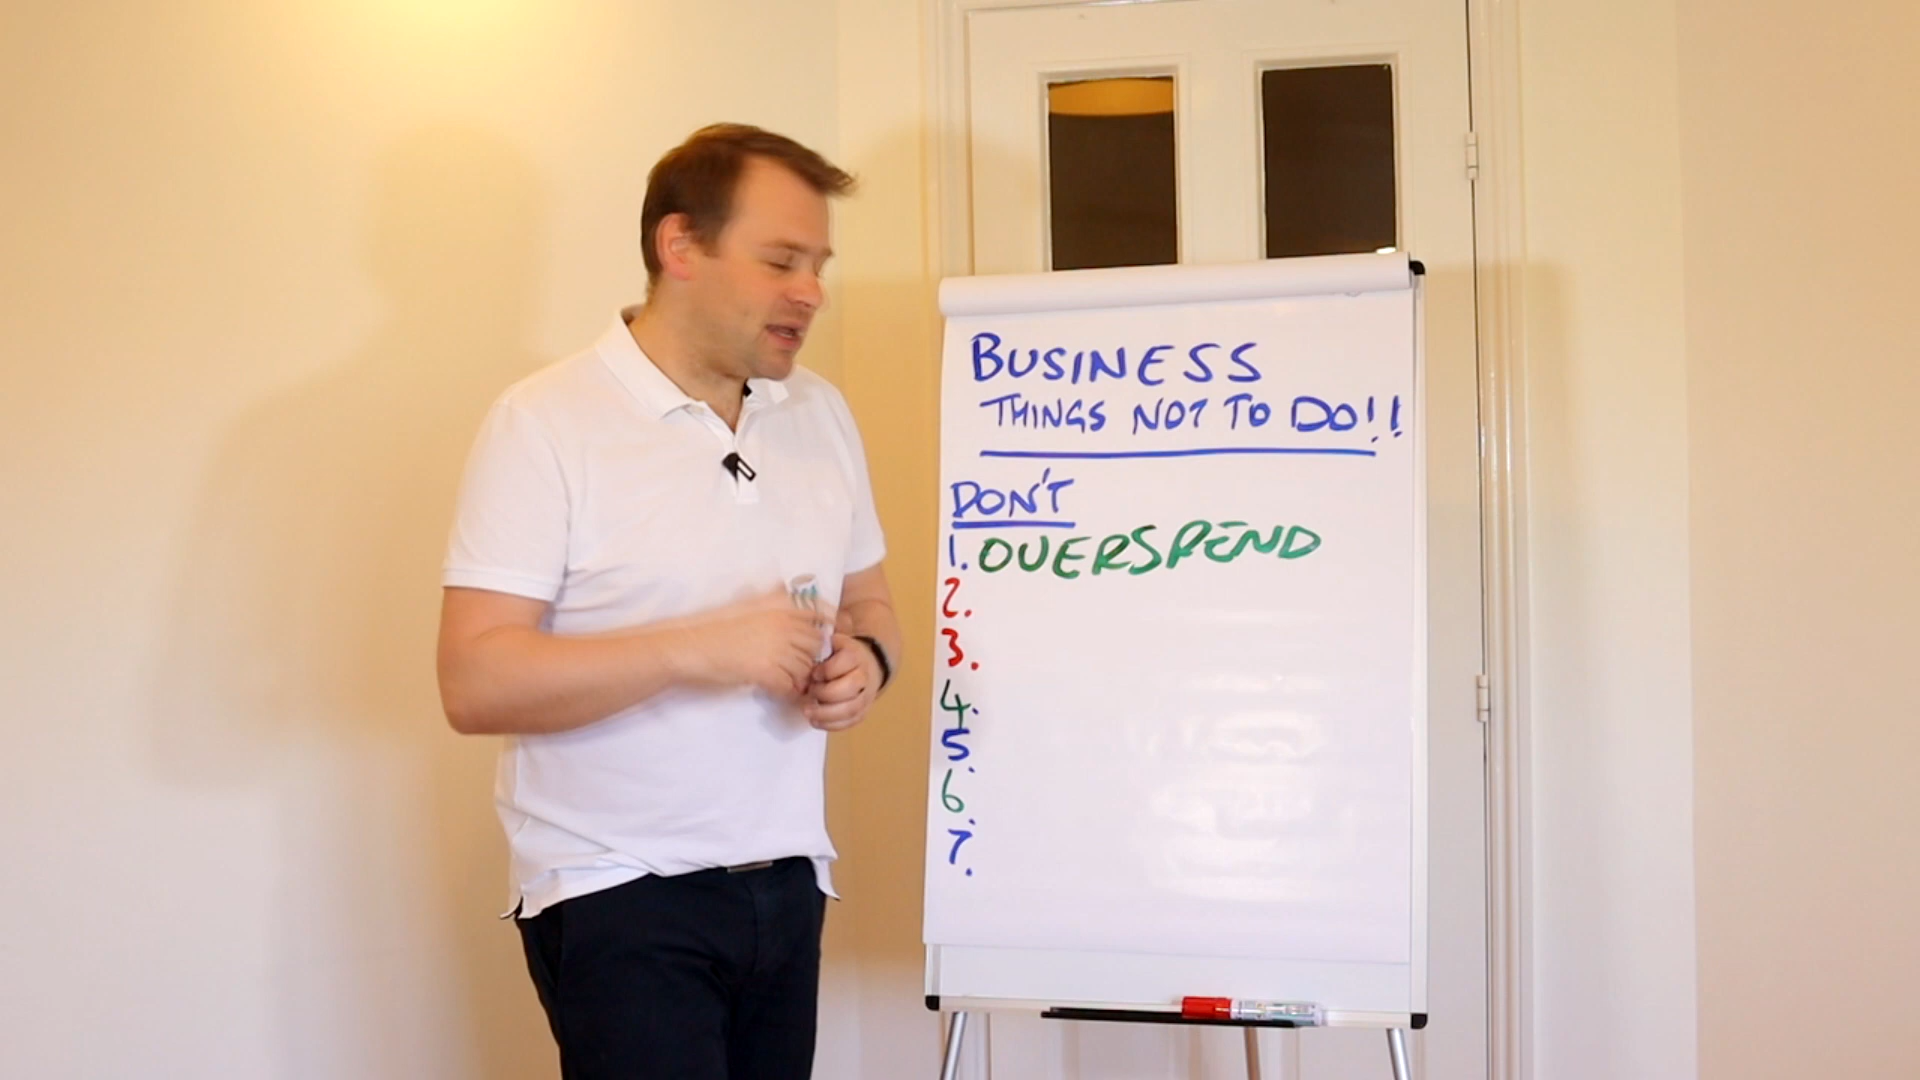 BUSINESS
THINGS NOT TO DO!!
DON'T
1. OVERSPEND
2.
3.
4.
5.
6.
7.